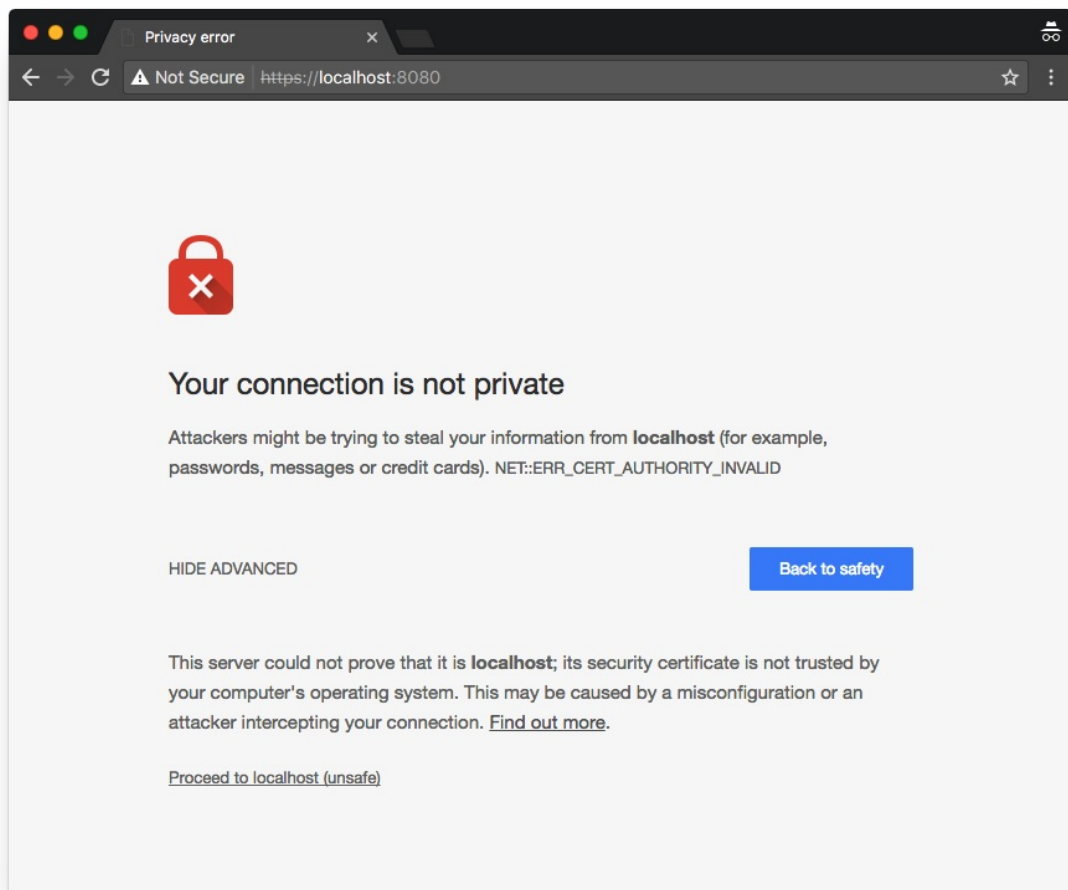 Privacy error
Not Secure https://localhost:8080
Your connection is not private
Attackers might be trying to steal your information from localhost (for example,
passwords, messages or credit cards). NET::ERR_CERT_AUTHORITY_INVALID
HIDE ADVANCED
Back to safety
This server could not prove that it is localhost; its security certificate is not trusted by
your computer's operating system. This may be caused by a misconfiguration or an
attacker intercepting your connection. Find out more.
Proceed to localhost (unsafe)